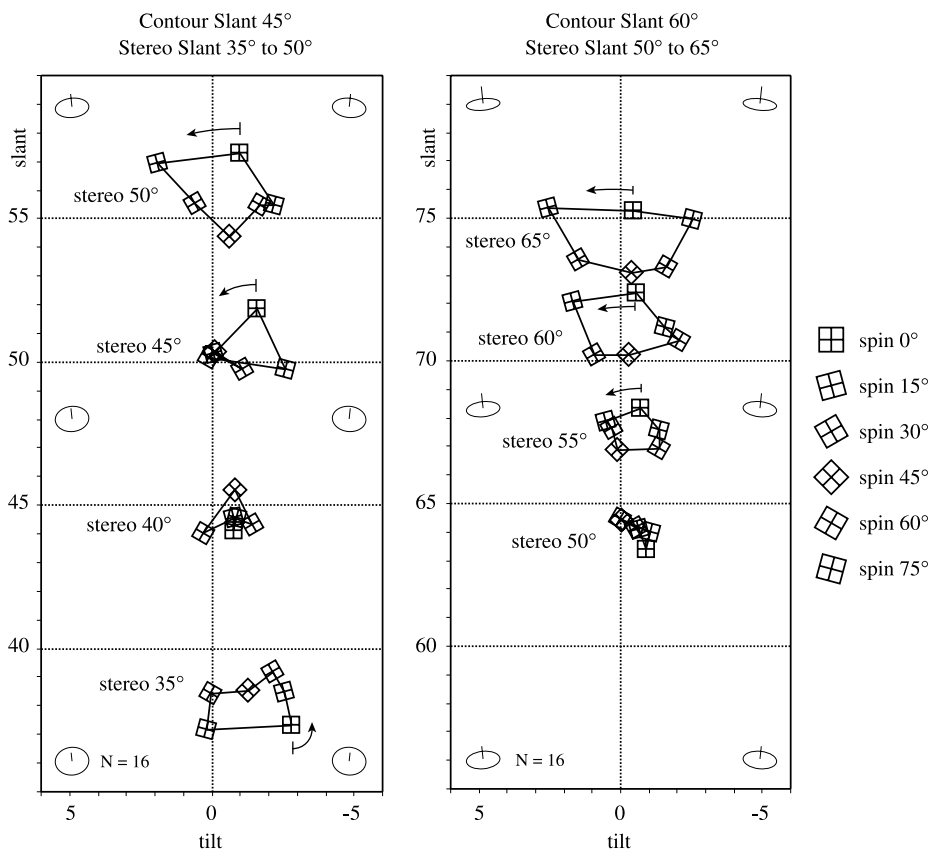 Contour Slant 45°
Stereo Slant 35° to 50°
slant
stereo 50°
55
stereo 45°
50
45
stereo 40°
40
stereo 35°
N = 16
5
0
-5
tilt
Contour Slant 60°
Stereo Slant 50° to 65°
slant
75
stereo 65°
stereo 60°
70
stereo 55°
65
stereo 50°
60
N = 16
5
0
-5
tilt
spin 0°
spin 15°
spin 30°
spin 45°
spin 60°
spin 75°